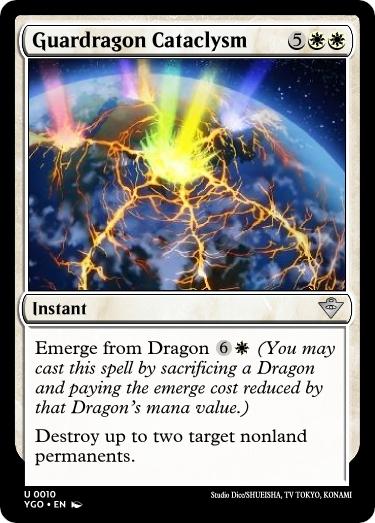 Guardragon Cataclysm 5
Instant
Emerge from Dragon 6 (You may
cast this spell by sacrificing a Dragon
and paying the emerge cost reduced by
that Dragon's mana value.)
Destroy up to two target nonland
permanents.
U 0010
YGO • EN
Studio Dice/SHUEISHA, TV TOKYO, KONAMI